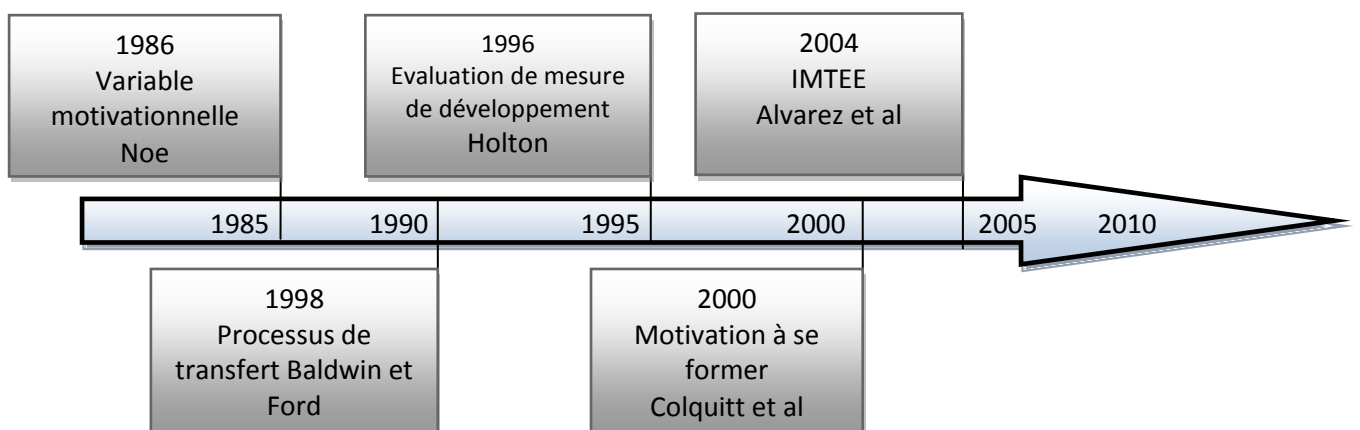 1986
Variable
motivationnelle
Noe
1996
Evaluation de mesure
de développement
Holton
2004
IMTEE
Alvarez et al
1985 1990 1995 2000 2005 2010
1998
Processus de
transfert Baldwin et
Ford
2000
Motivation à se
former
Colquitt et al